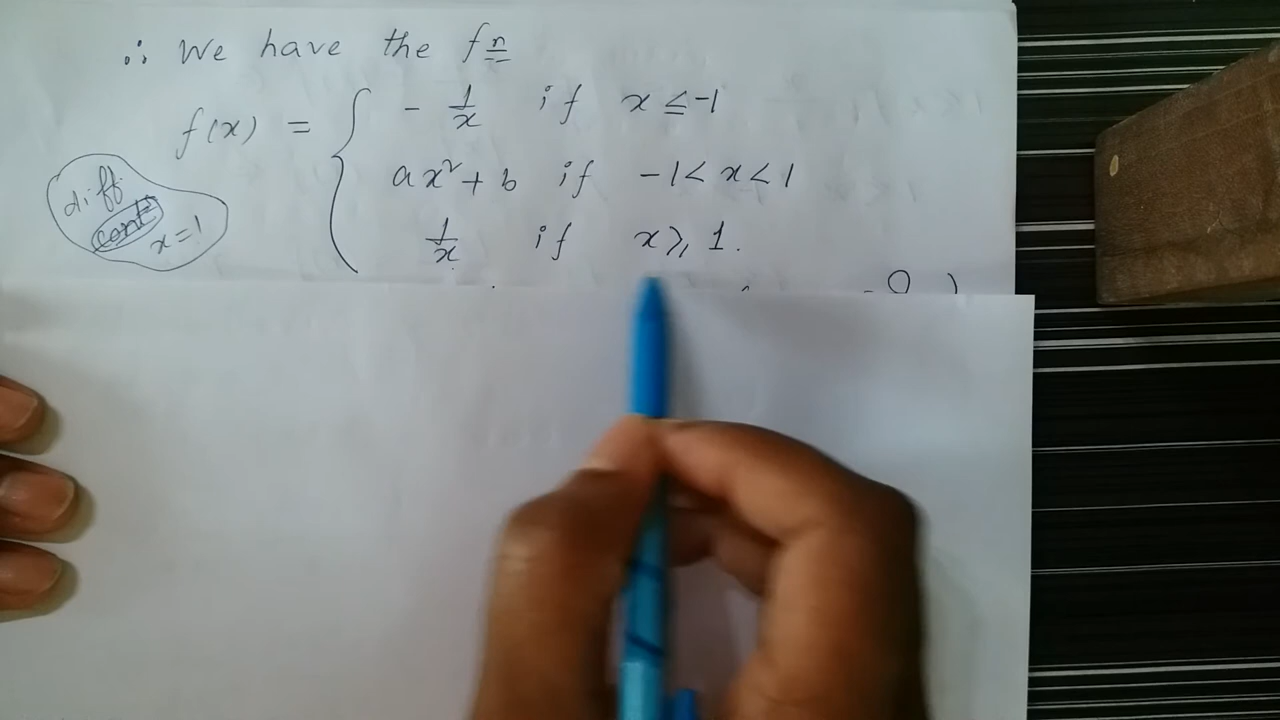 ∴ We have the fn
f(x) = { - 1/x if x ≤ -1
ax² + b if -1 < x < 1
1/x if x ≥ 1.
diff
cont
x=1